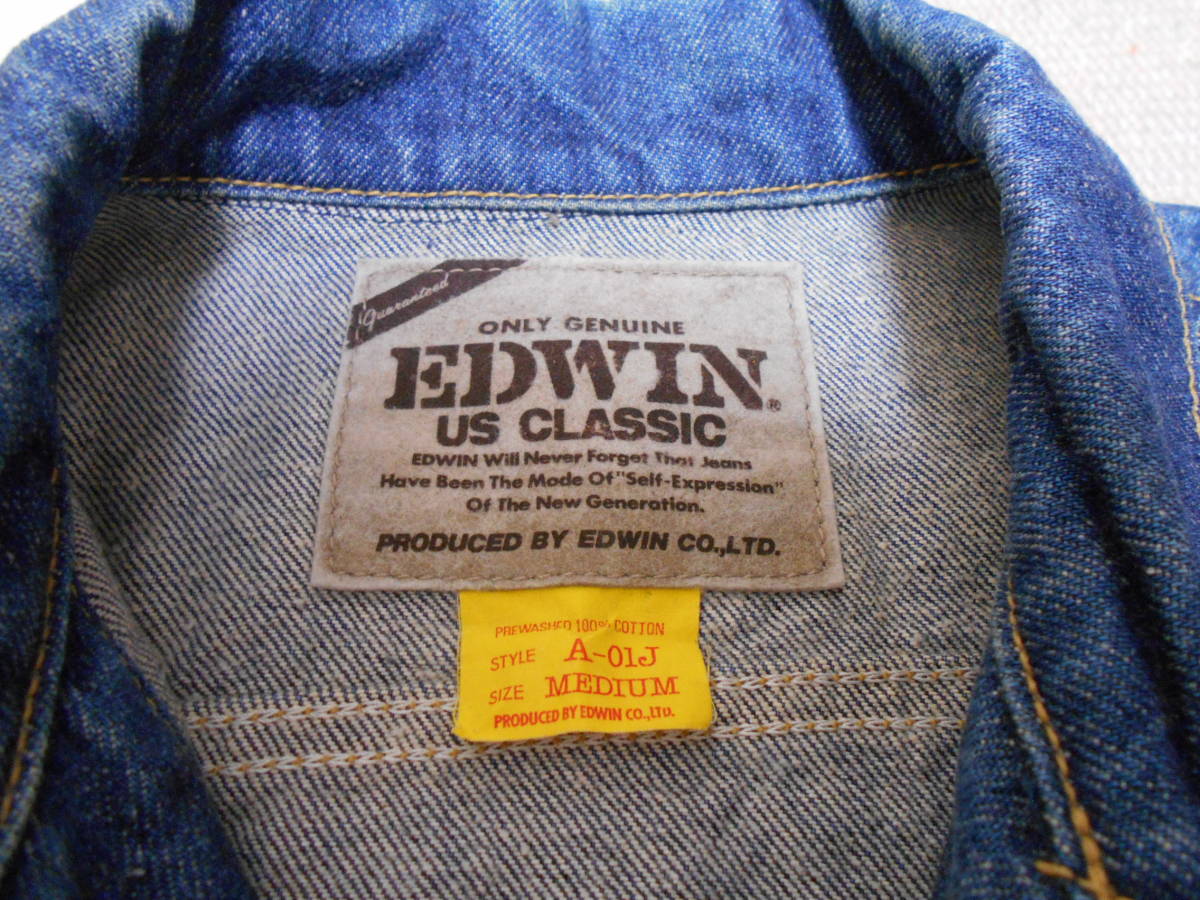 Guaranteed
ONLY GENUINE
EDWIN®
US CLASSIC
EDWIN Will Never Forget That Jeans
Have Been The Mode Of "Self-Expression"
Of The New Generation.
PRODUCED BY EDWIN CO.,LTD.
PREWASHED 100% COTTON
STYLE A-01J
SIZE MEDIUM
PRODUCED BY EDWIN CO.,LTD.